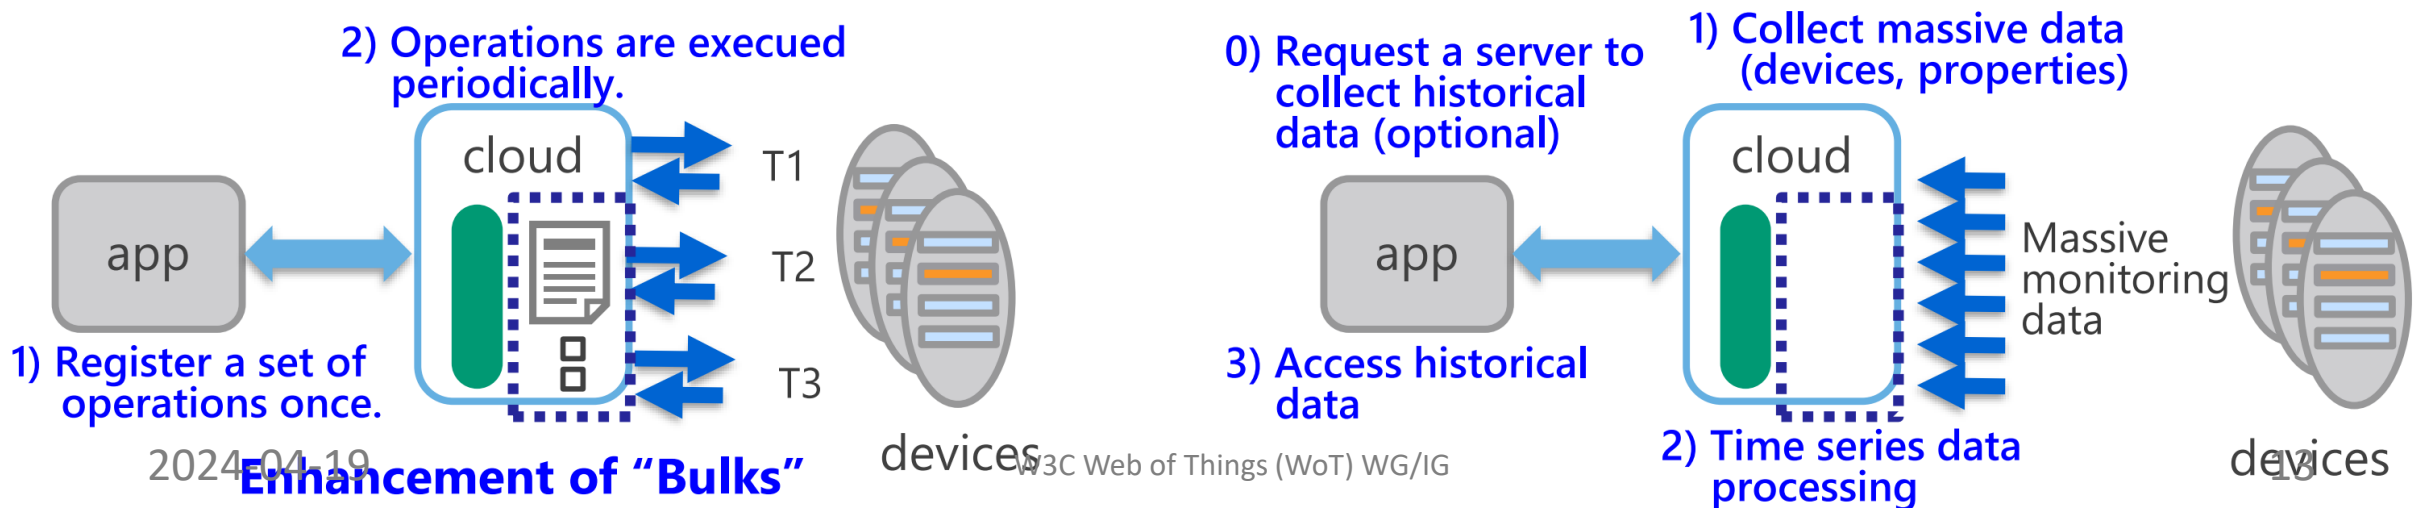 2) Operations are execued
periodically.
cloud
T1
app
T2
T3
1) Register a set of
operations once.
devices
2024-04-19
Enhancement of “Bulks”
W3C Web of Things (WoT) WG/IG
0) Request a server to
collect historical
data (optional)
1) Collect massive data
(devices, properties)
cloud
app
Massive
monitoring
data
3) Access historical
data
2) Time series data
processing
devices
13